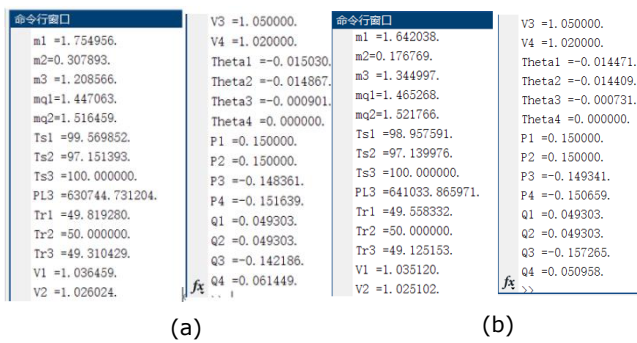 命令行窗口
m1 =1.754956.
m2=0.307893.
m3 =1.208566.
mq1=1.447063.
mq2=1.516459.
Ts1 =99.569852.
Ts2 =97.151393.
Ts3 =100.000000.
PL3 =630744.731204.
Tr1 =49.819280.
Tr2 =50.000000.
Tr3 =49.310429.
V1 =1.036459.
V2 =1.026024.
V3 =1.050000.
V4 =1.020000.
Theta1 =-0.015030.
Theta2 =-0.014867.
Theta3 =-0.000901.
Theta4 =0.000000.
P1 =0.150000.
P2 =0.150000.
P3 =-0.148361.
P4 =-0.151639.
Q1 =0.049303.
Q2 =0.049303.
Q3 =-0.142186.
Q4 =0.061449.
fx
(a)
命令行窗口
m1 =1.642038.
m2=0.176769.
m3 =1.344997.
mq1=1.465268.
mq2=1.521766.
Ts1 =98.957591.
Ts2 =97.139976.
Ts3 =100.000000.
PL3 =641033.865971.
Tr1 =49.558332.
Tr2 =50.000000.
Tr3 =49.125153.
V1 =1.035120.
V2 =1.025102.
V3 =1.050000.
V4 =1.020000.
Theta1 =-0.014471.
Theta2 =-0.014409.
Theta3 =-0.000731.
Theta4 =0.000000.
P1 =0.150000.
P2 =0.150000.
P3 =-0.149341.
P4 =-0.150659.
Q1 =0.049303.
Q2 =0.049303.
Q3 =-0.157265.
Q4 =0.050958.
fx >>
(b)